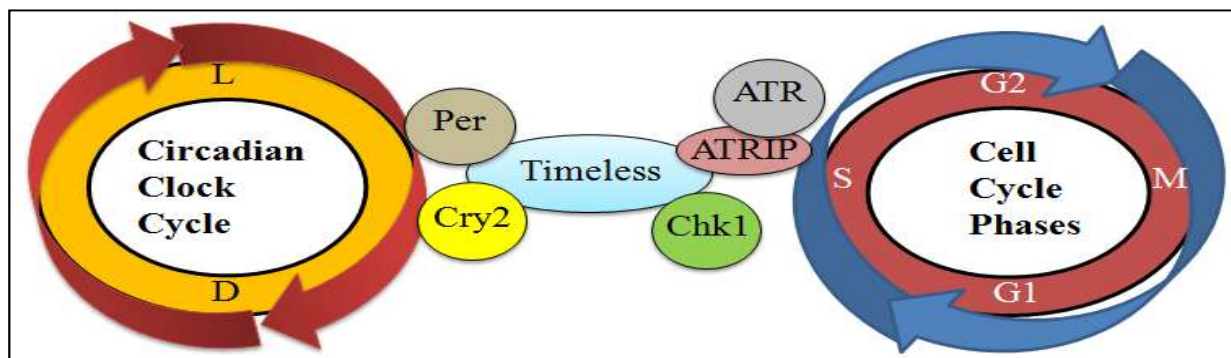 L
Circadian
Clock
Cycle
D
Per
Cry2
Timeless
ATR
ATRIP
Chk1
G2
S
Cell
Cycle
Phases
M
G1